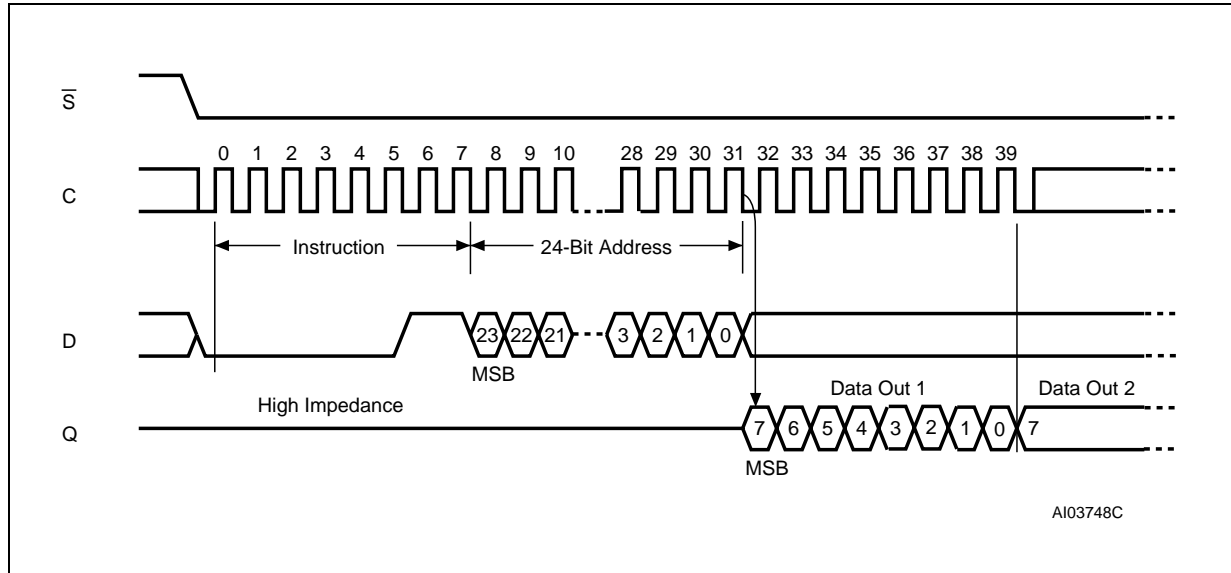 S̅
0 1 2 3 4 5 6 7 8 9 10 28 29 30 31 32 33 34 35 36 37 38 39
C
Instruction 24-Bit Address
D 23 22 21 3 2 1 0
MSB
High Impedance Data Out 1 Data Out 2
Q 7 6 5 4 3 2 1 0 7
MSB
AI03748C